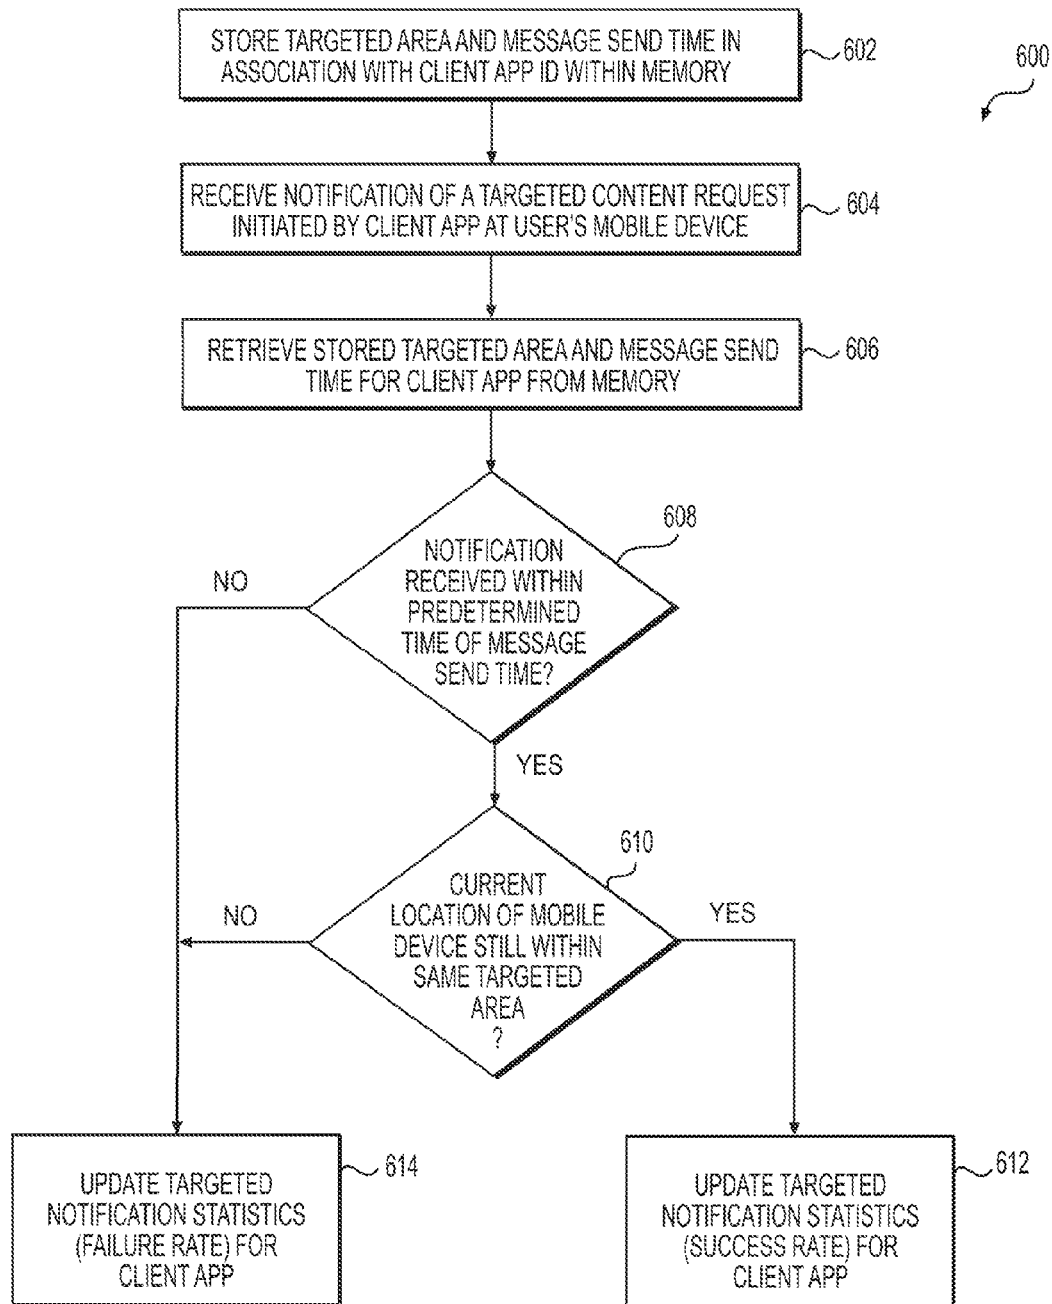 STORE TARGETED AREA AND MESSAGE SEND TIME IN
ASSOCIATION WITH CLIENT APP ID WITHIN MEMORY
602
600
RECEIVE NOTIFICATION OF A TARGETED CONTENT REQUEST
INITIATED BY CLIENT APP AT USER'S MOBILE DEVICE
604
RETRIEVE STORED TARGETED AREA AND MESSAGE SEND
TIME FOR CLIENT APP FROM MEMORY
606
608
NOTIFICATION
RECEIVED WITHIN
PREDETERMINED
TIME OF MESSAGE
SEND TIME?
NO
YES
610
CURRENT
LOCATION OF MOBILE
DEVICE STILL WITHIN
SAME TARGETED
AREA
?
NO
YES
UPDATE TARGETED
NOTIFICATION STATISTICS
(FAILURE RATE) FOR
CLIENT APP
614
UPDATE TARGETED
NOTIFICATION STATISTICS
(SUCCESS RATE) FOR
CLIENT APP
612